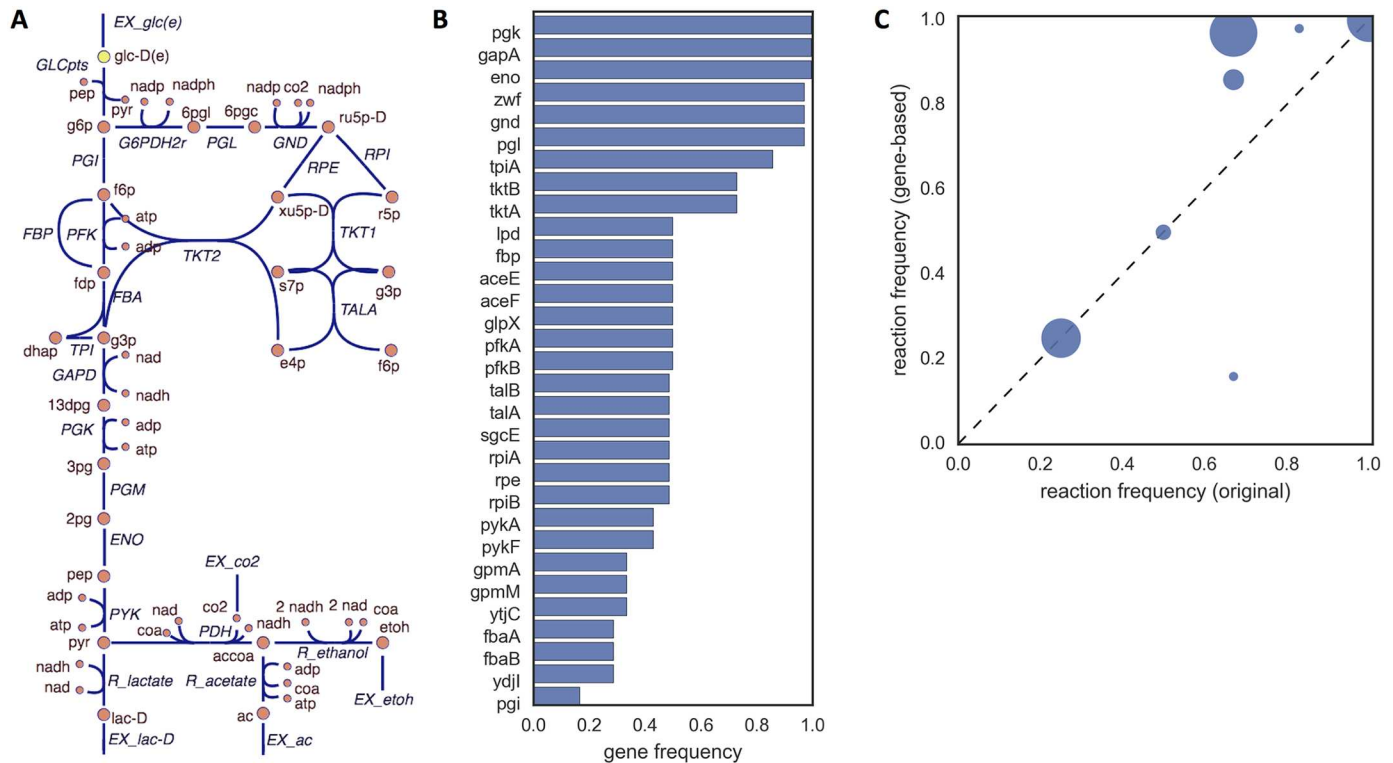 A
EX_glc(e)
glc-D(e)
GLCpts
pep
nadp
nadph
nadp co2 nadph
pyr
6pgl
6pgc
ru5p-D
g6p
G6PDH2r
PGL
GND
PGI
RPE
RPI
f6p
xu5p-D
r5p
atp
FBP
PFK
TKT1
adp
TKT2
fdp
s7p
g3p
FBA
TALA
g3p
dhap
TPI
nad
e4p
f6p
GAPD
nadh
13dpg
adp
PGK
atp
3pg
PGM
2pg
ENO
EX_co2
pep
adp
PYK
nad
co2
nadh
2 nadh
2 nad
coa
atp
coa
PDH
etoh
pyr
accoa
R_ethanol
nadh
R_lactate
R_acetate
adp
nad
coa
EX_etoh
atp
lac-D
ac
EX_lac-D
EX_ac
B
pgk
gapA
eno
zwf
gnd
pgl
tpiA
tktB
tktA
lpd
fbp
aceE
aceF
glpX
pfkA
pfkB
talB
talA
sgcE
rpiA
rpe
rpiB
pykA
pykF
gpmA
gpmM
ytjC
fbaA
fbaB
ydjI
pgi
0.0 0.2 0.4 0.6 0.8 1.0
gene frequency
C
reaction frequency (gene-based)
1.0
0.8
0.6
0.4
0.2
0.0
0.0 0.2 0.4 0.6 0.8 1.0
reaction frequency (original)